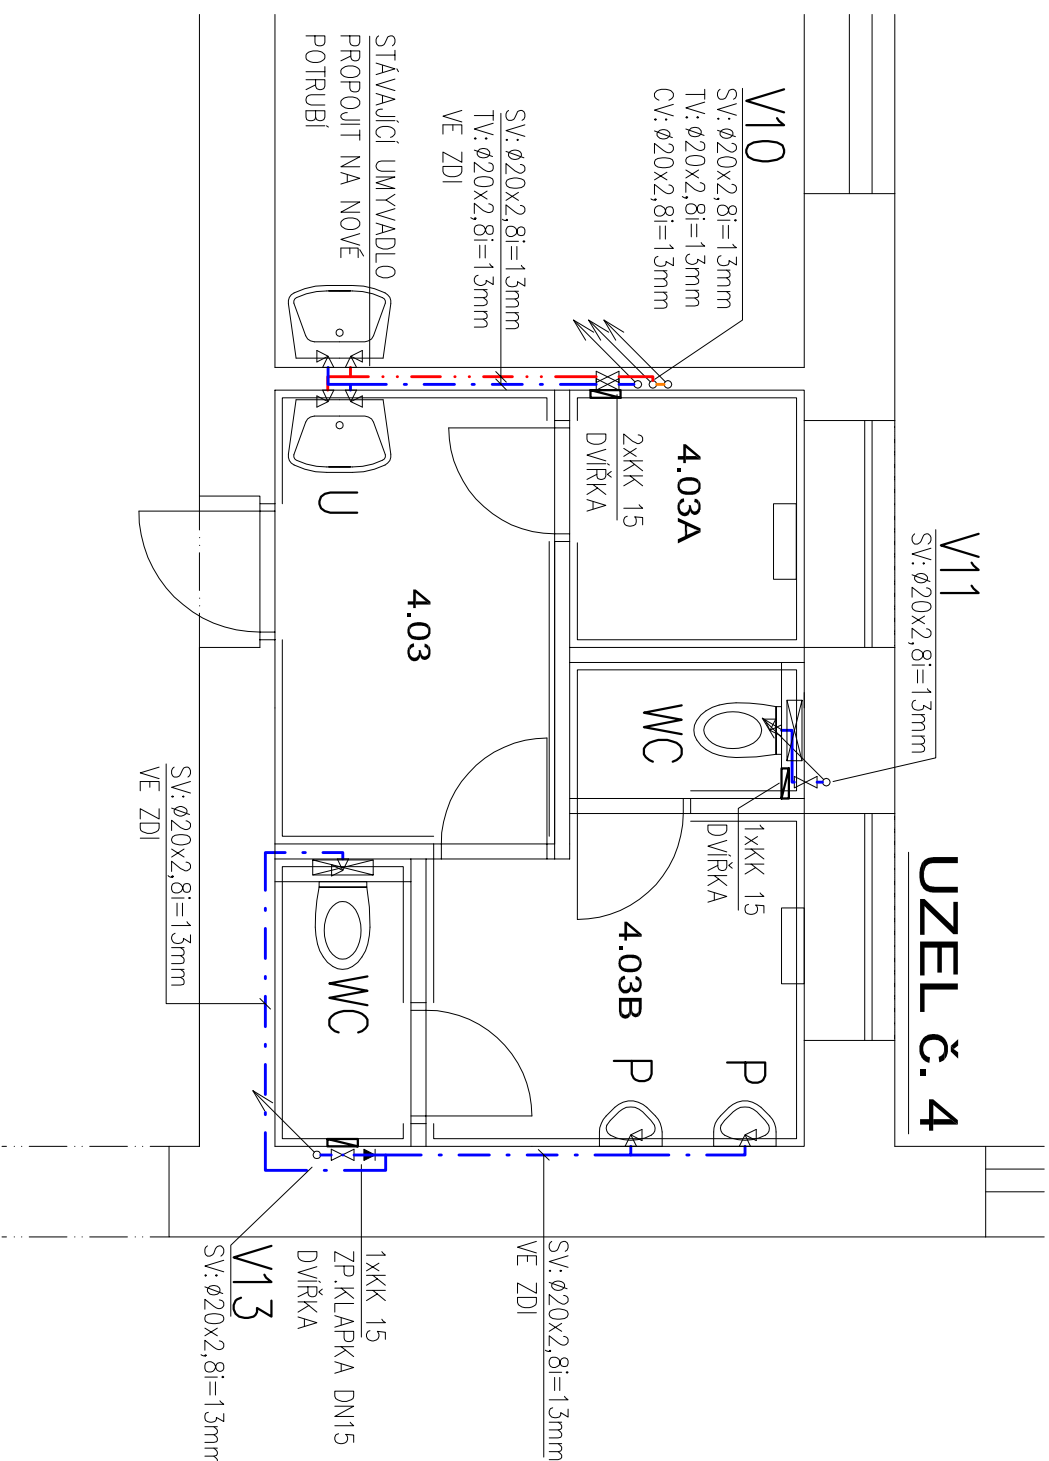 UZEL č. 4
V10
SV: ø20x2,8i=13mm
TV: ø20x2,8i=13mm
CV: ø20x2,8i=13mm
SV: ø20x2,8i=13mm
TV: ø20x2,8i=13mm
VE ZDI
STÁVAJÍCÍ UMYVADLO
PROPOJIT NA NOVÉ
POTRUBÍ
V11
SV: ø20x2,8i=13mm
4.03A
2xKK 15
DVÍŘKA
U
4.03
WC
1xKK 15
DVÍŘKA
4.03B
P
P
WC
SV: ø20x2,8i=13mm
VE ZDI
SV: ø20x2,8i=13mm
VE ZDI
1xKK 15
ZP.KLAPKA DN15
DVÍŘKA
V13
SV: ø20x2,8i=13mm